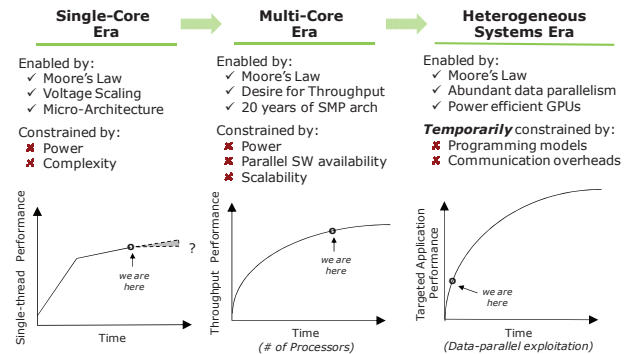 Single-Core
Era
Enabled by:
✓ Moore's Law
✓ Voltage Scaling
✓ Micro-Architecture
Constrained by:
✘ Power
✘ Complexity
Single-thread Performance
?
we are
here
Time
Multi-Core
Era
Enabled by:
✓ Moore's Law
✓ Desire for Throughput
✓ 20 years of SMP arch
Constrained by:
✘ Power
✘ Parallel SW availability
✘ Scalability
Throughput Performance
we are
here
Time
(# of Processors)
Heterogeneous
Systems Era
Enabled by:
✓ Moore's Law
✓ Abundant data parallelism
✓ Power efficient GPUs
Temporarily constrained by:
✘ Programming models
✘ Communication overheads
Targeted Application
Performance
we are
here
Time
(Data-parallel exploitation)